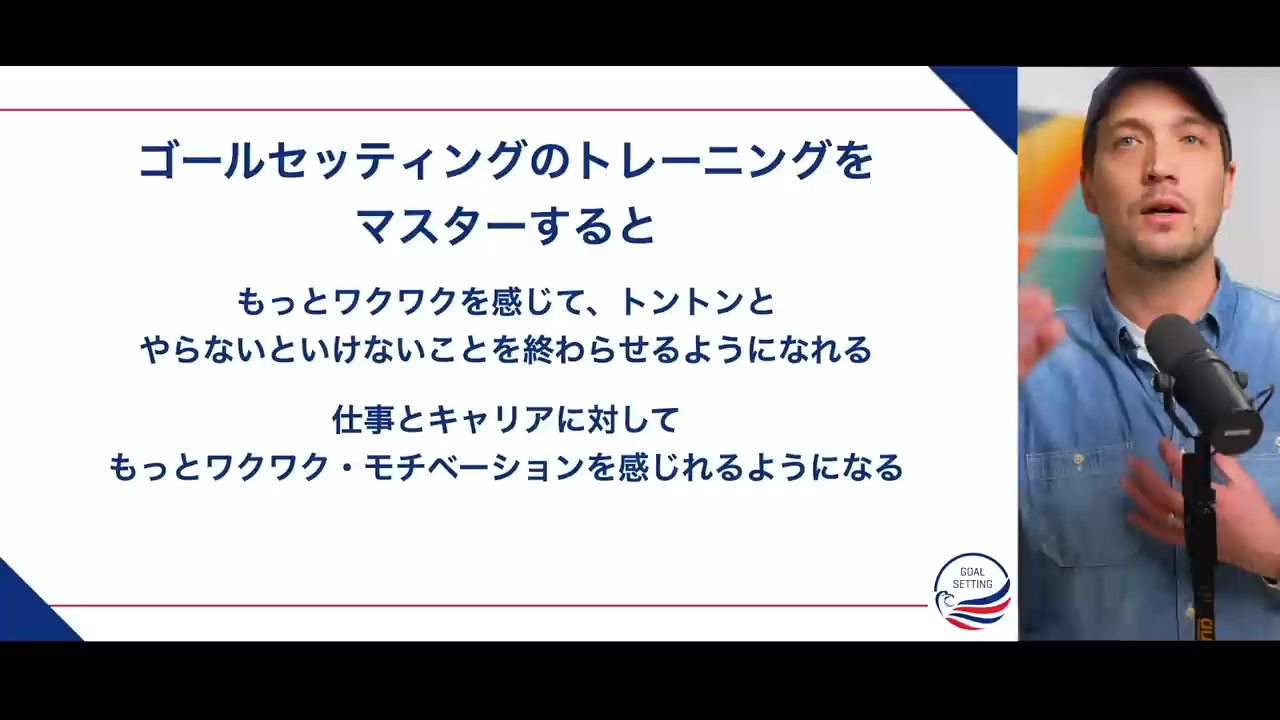 ゴールセッティングのトレーニングを
マスターすると
もっとワクワクを感じて、トントンと
やらないといけないことを終わらせるようになれる
仕事とキャリアに対して
もっとワクワク・モチベーションを感じれるようになる
GOAL
SETTING